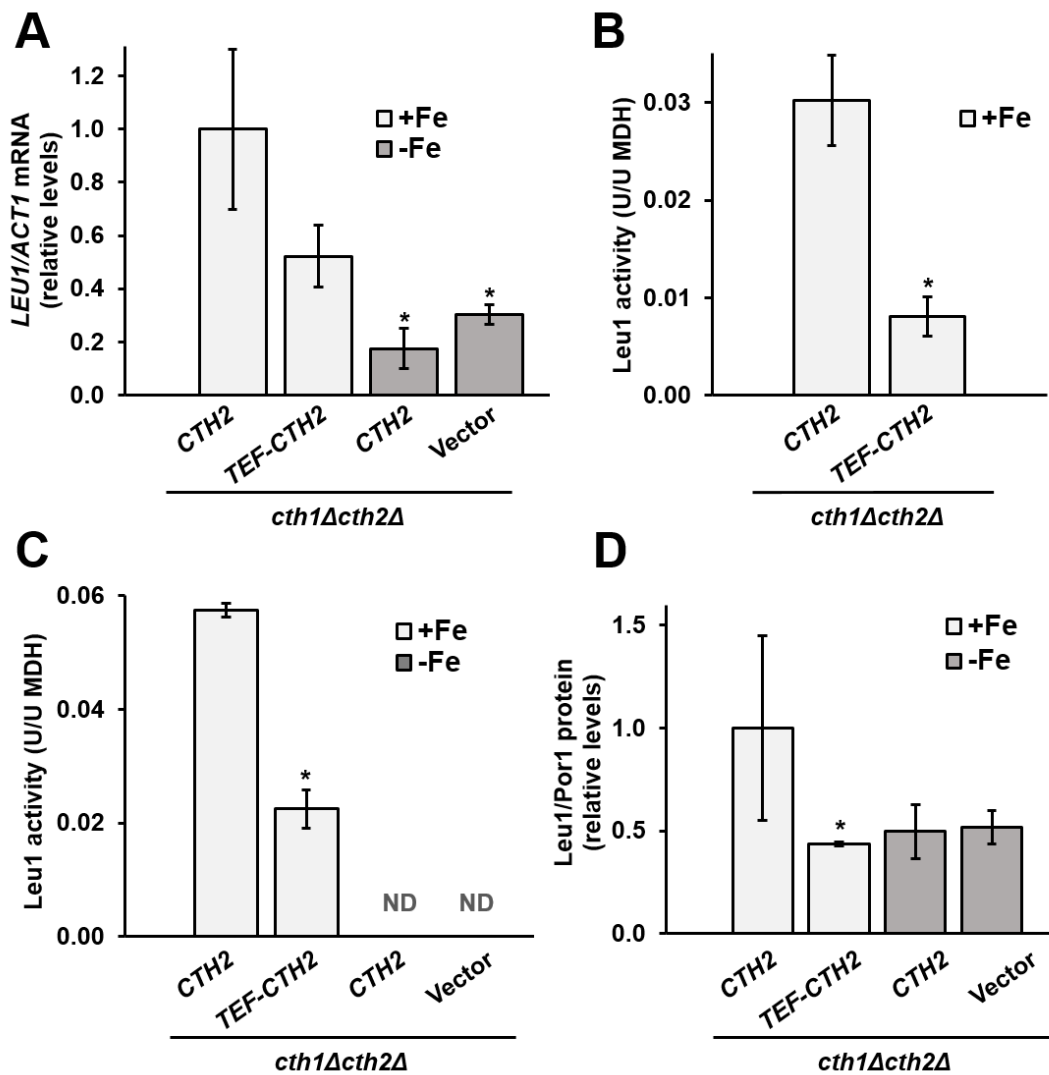 A
LEU1/ACT1 mRNA
(relative levels)
1.2
1.0
0.8
0.6
0.4
0.2
0.0
+Fe
-Fe
*
*
CTH2
TEF-CTH2
CTH2
Vector
cth1Δcth2Δ
B
Leu1 activity (U/U MDH)
0.03
0.02
0.01
0.00
+Fe
*
CTH2
TEF-CTH2
cth1Δcth2Δ
C
Leu1 activity (U/U MDH)
0.06
0.04
0.02
0.00
+Fe
-Fe
*
ND
ND
CTH2
TEF-CTH2
CTH2
Vector
cth1Δcth2Δ
D
Leu1/Por1 protein
(relative levels)
1.5
1.0
0.5
0.0
+Fe
-Fe
*
CTH2
TEF-CTH2
CTH2
Vector
cth1Δcth2Δ